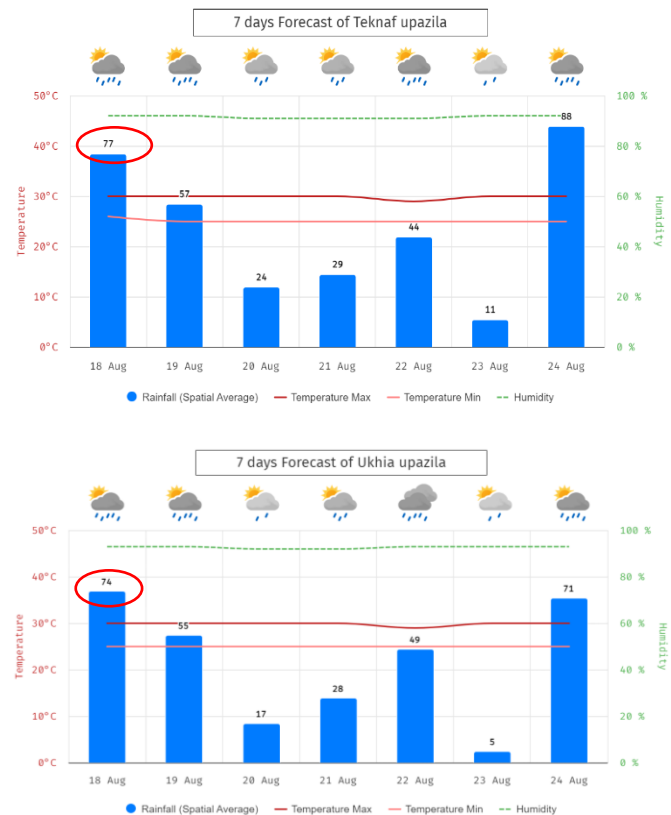 7 days Forecast of Teknaf upazila
50°C
100 %
88
77
40°C
80 %
57
30°C
60 %
Temperature
Humidity
44
20°C
40 %
29
24
10°C
20 %
11
0°C
0 %
18 Aug 19 Aug 20 Aug 21 Aug 22 Aug 23 Aug 24 Aug
Rainfall (Spatial Average) Temperature Max Temperature Min Humidity
7 days Forecast of Ukhia upazila
50°C
100 %
74
71
40°C
80 %
55
30°C
60 %
Temperature
Humidity
49
20°C
40 %
28
17
10°C
20 %
5
0°C
0 %
18 Aug 19 Aug 20 Aug 21 Aug 22 Aug 23 Aug 24 Aug
Rainfall (Spatial Average) Temperature Max Temperature Min Humidity